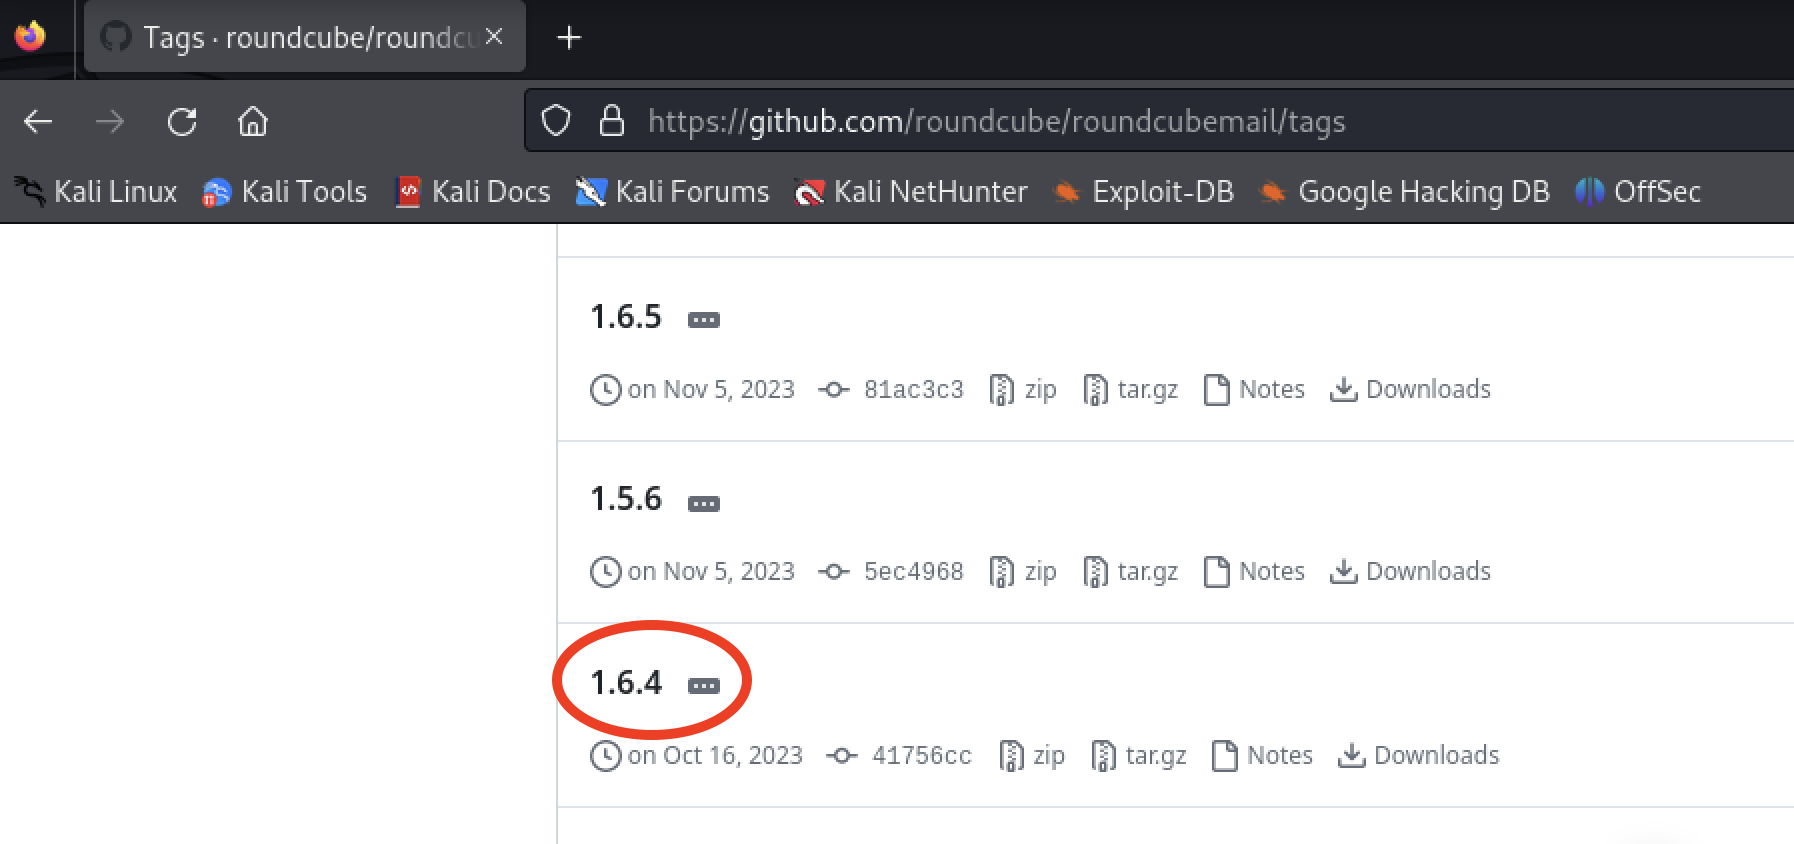 Tags · roundcube/roundcu
https://github.com/roundcube/roundcubemail/tags
Kali Linux Kali Tools Kali Docs Kali Forums Kali NetHunter Exploit-DB Google Hacking DB OffSec
1.6.5
on Nov 5, 2023 81ac3c3 zip tar.gz Notes Downloads
1.5.6
on Nov 5, 2023 5ec4968 zip tar.gz Notes Downloads
1.6.4
on Oct 16, 2023 41756cc zip tar.gz Notes Downloads